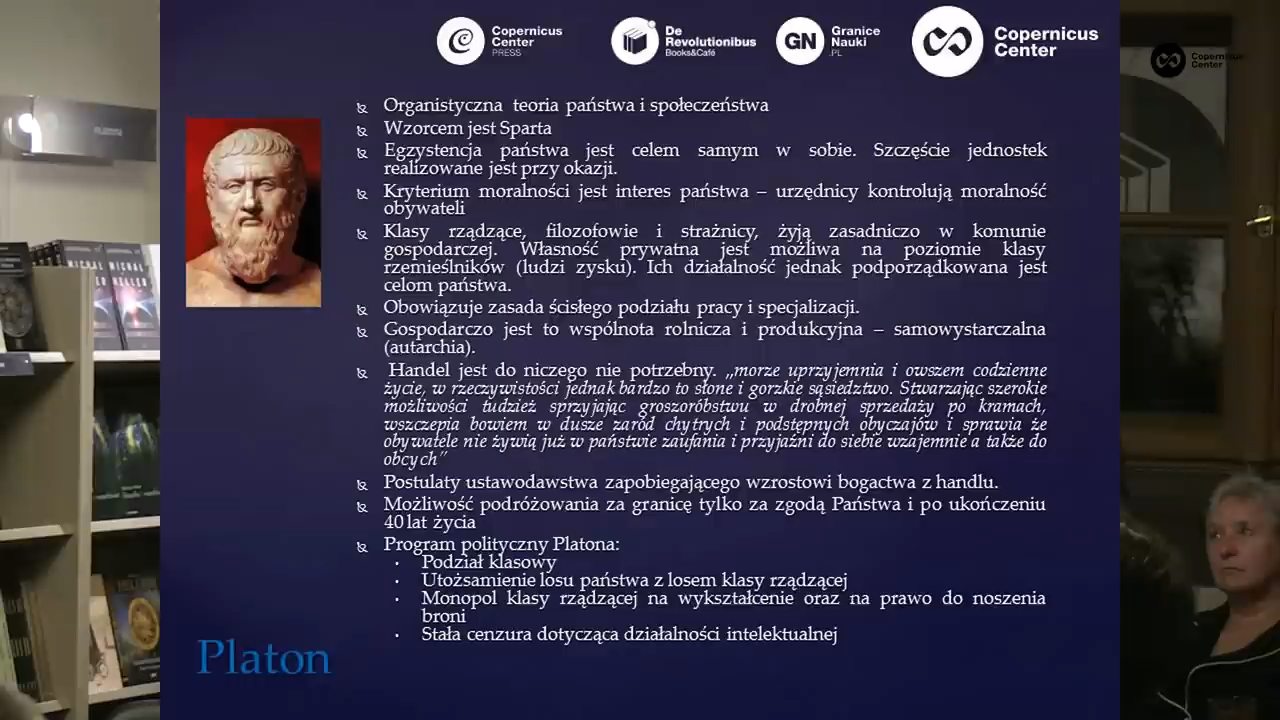 Copernicus
Center
PRESS
De
Revolutionibus
Books&Café
GN
Granice
Nauki
.PL
Copernicus
Center
Copernicus
Center
Organistyczna teoria państwa i społeczeństwa
Wzorcem jest Sparta
Egzystencja państwa jest celem samym w sobie. Szczęście jednostek
realizowane jest przy okazji.
Kryterium moralności jest interes państwa – urzędnicy kontrolują moralność
obywateli
Klasy rządzące, filozofowie i strażnicy, żyją zasadniczo w komunie
gospodarczej. Własność prywatna jest możliwa na poziomie klasy
rzemieślników (ludzi zysku). Ich działalność jednak podporządkowana jest
celom państwa.
Obowiązuje zasada ścisłego podziału pracy i specjalizacji.
Gospodarczo jest to wspólnota rolnicza i produkcyjna – samowystarczalna
(autarchia).
Handel jest do niczego nie potrzebny. „morze uprzyjemnia i owszem codzienne
życie, w rzeczywistości jednak bardzo to słone i gorzkie sąsiedztwo. Stwarzając szerokie
możliwości tudzież sprzyjając groszoróbstwu w drobnej sprzedaży po kramach,
wszczepia bowiem w dusze zaród chytrych i podstępnych obyczajów i sprawia że
obywatele nie żywią już w państwie zaufania i przyjaźni do siebie wzajemnie a także do
obcych”
Postulaty ustawodawstwa zapobiegającego wzrostowi bogactwa z handlu.
Możliwość podróżowania za granicę tylko za zgodą Państwa i po ukończeniu
40 lat życia
Program polityczny Platona:
Podział klasowy
Utożsamienie losu państwa z losem klasy rządzącej
Monopol klasy rządzącej na wykształcenie oraz na prawo do noszenia
broni
Stała cenzura dotycząca działalności intelektualnej
Platon
MICHAŁ
HELLER